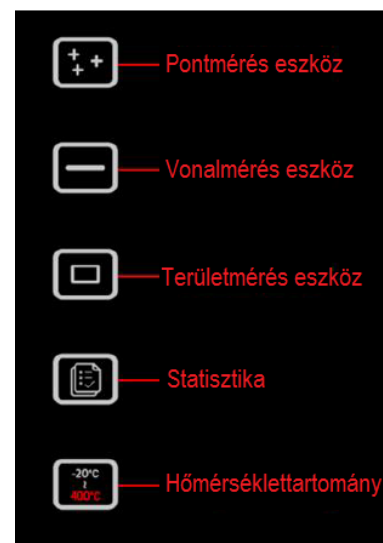 Pontmérés eszköz
Vonalmérés eszköz
Területmérés eszköz
Statisztika
-20°C
~
400°C
Hőmérséklettartomány